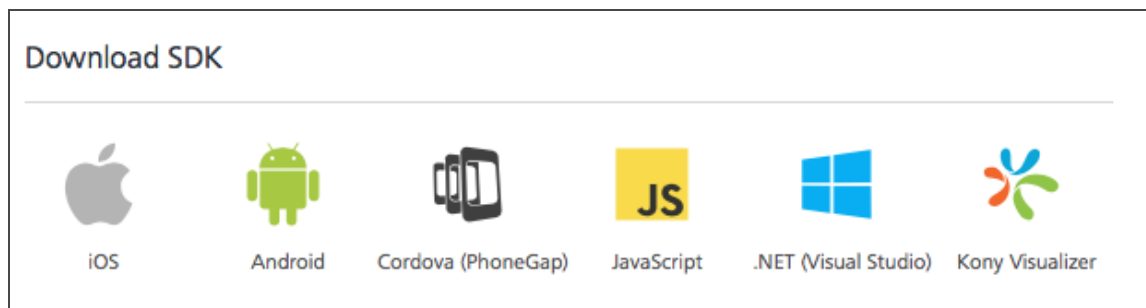 Download SDK
JS
iOS Android Cordova (PhoneGap) JavaScript .NET (Visual Studio) Kony Visualizer